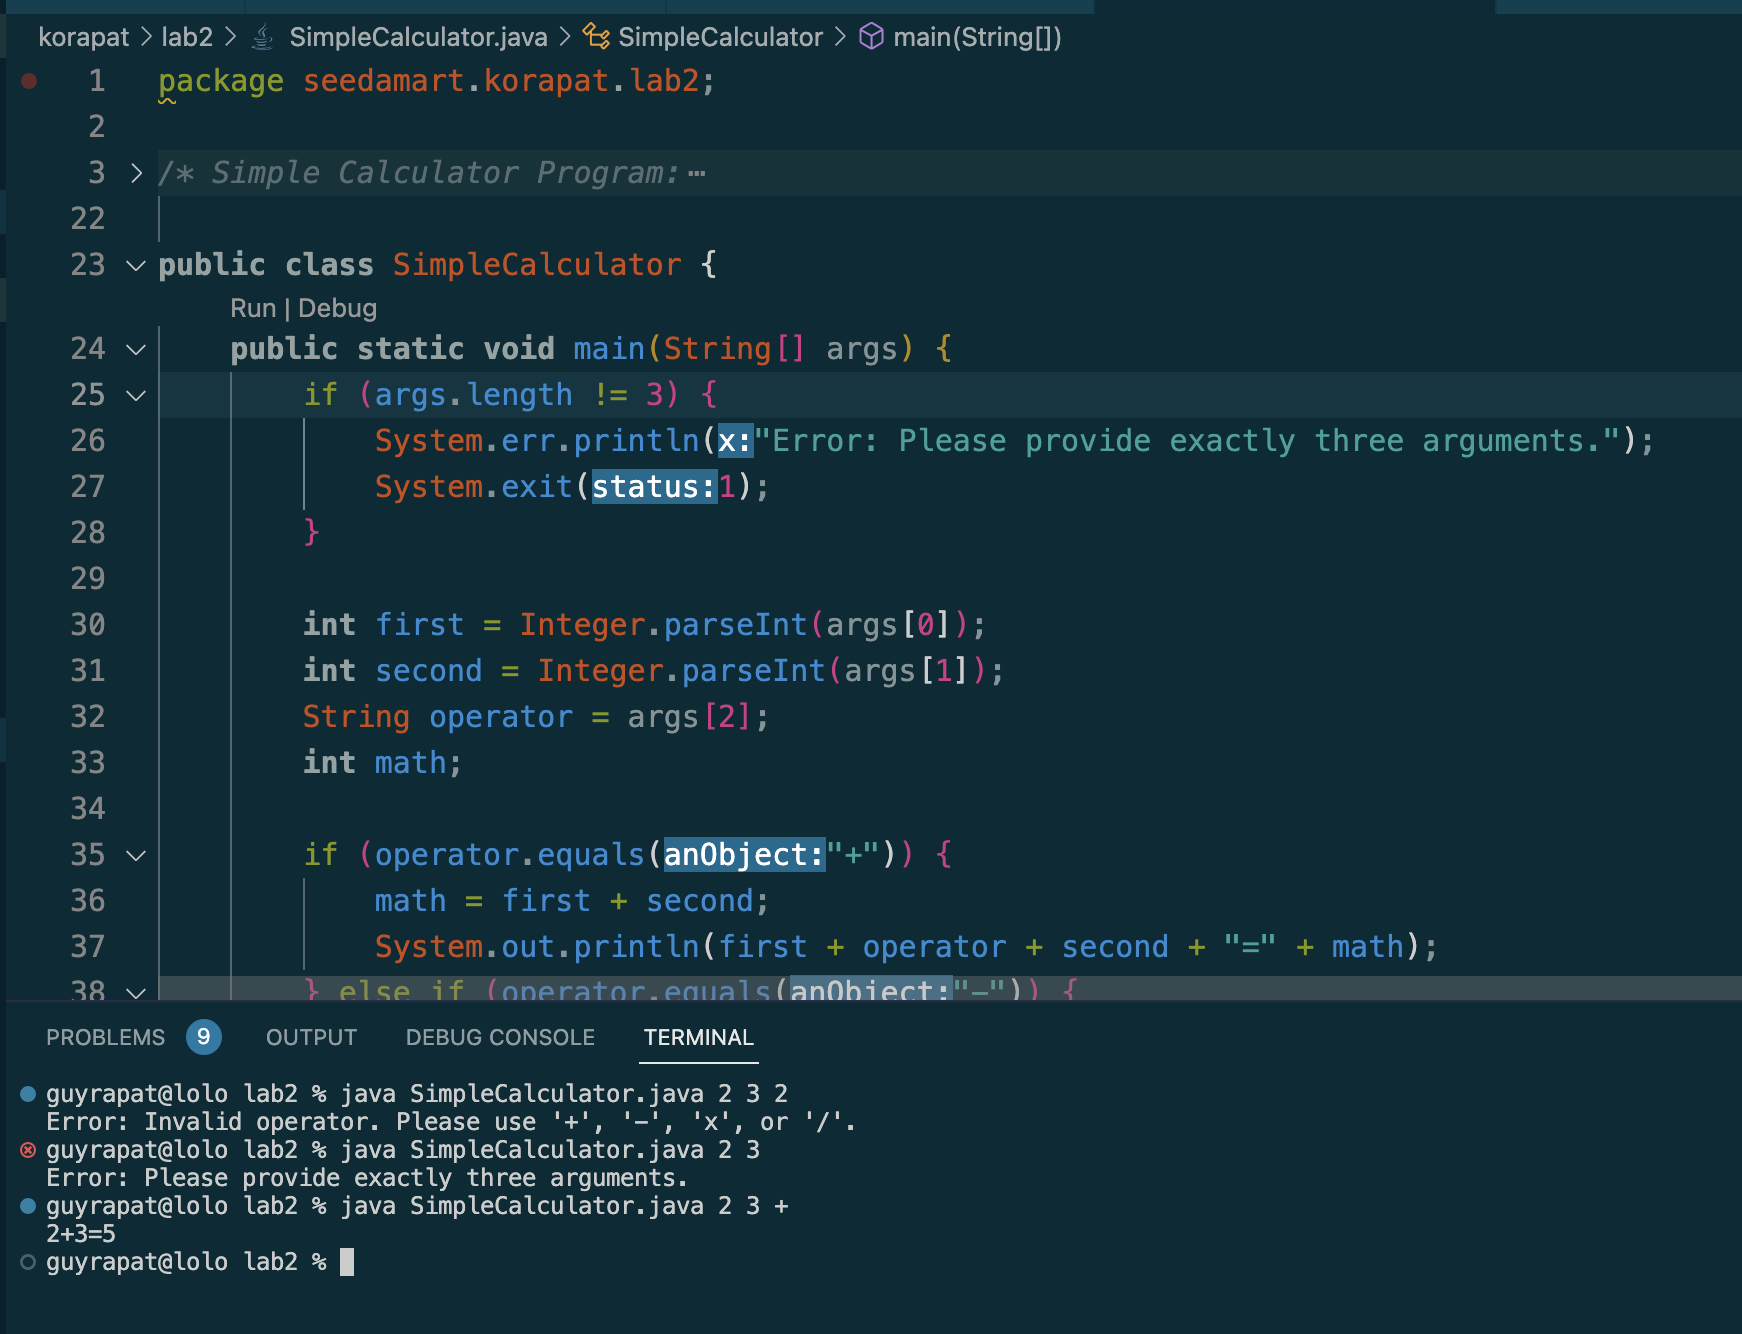 korapat > lab2 > SimpleCalculator.java > SimpleCalculator > main(String[])
1 package seedamart.korapat.lab2;
2
3 > /* Simple Calculator Program: ⋯
22
23 public class SimpleCalculator {
Run | Debug
24 public static void main(String[] args) {
25 if (args.length != 3) {
26 System.err.println(x:"Error: Please provide exactly three arguments.");
27 System.exit(status:1);
28 }
29
30 int first = Integer.parseInt(args[0]);
31 int second = Integer.parseInt(args[1]);
32 String operator = args[2];
33 int math;
34
35 if (operator.equals(anObject:"+")) {
36 math = first + second;
37 System.out.println(first + operator + second + "=" + math);
38 } else if (operator.equals(anObject:"-")) {
PROBLEMS 9 OUTPUT DEBUG CONSOLE TERMINAL
guyrapat@lolo lab2 % java SimpleCalculator.java 2 3 2
Error: Invalid operator. Please use '+', '-', 'x', or '/'.
guyrapat@lolo lab2 % java SimpleCalculator.java 2 3
Error: Please provide exactly three arguments.
guyrapat@lolo lab2 % java SimpleCalculator.java 2 3 +
2+3=5
guyrapat@lolo lab2 %